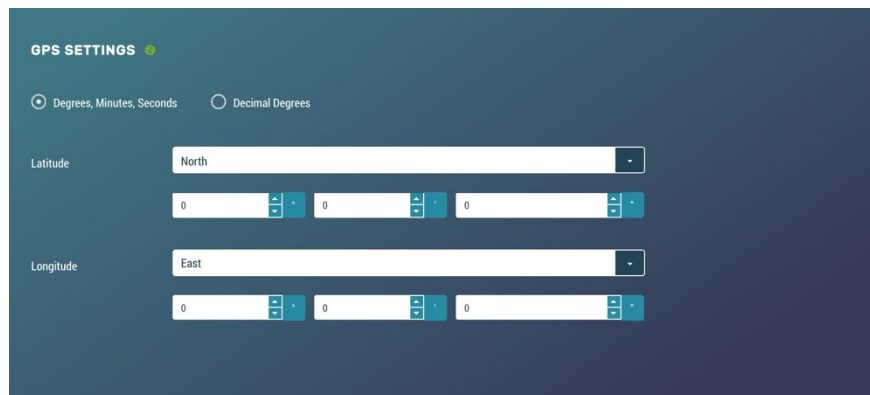 GPS SETTINGS i
Degrees, Minutes, Seconds Decimal Degrees
Latitude North
0 ° 0 ' 0 "
Longitude East
0 ° 0 ' 0 "